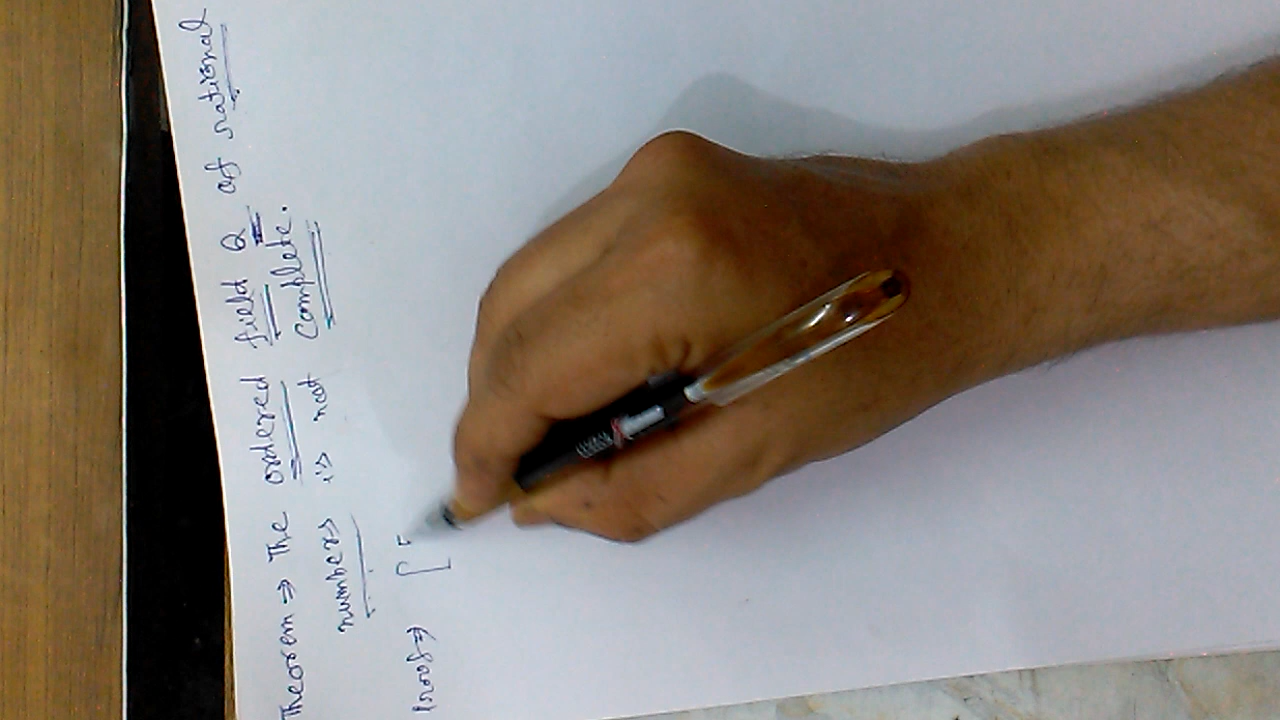 Theorem ⇒ The ordered field Q of rational
numbers is not complete.
Proof ⇒ [